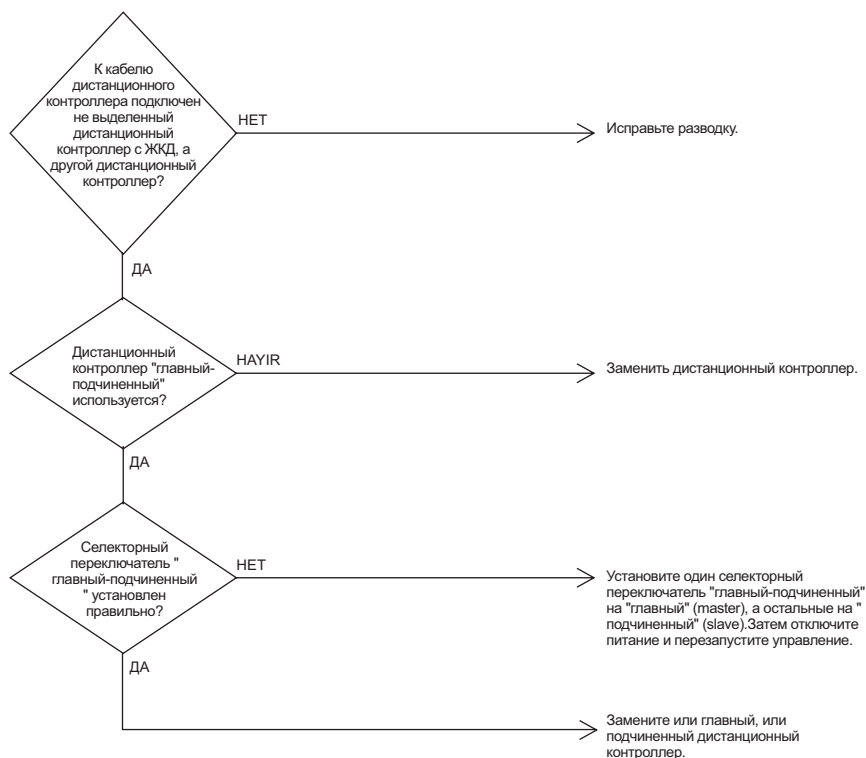 К кабелю
дистанционного
контроллера подключен
не выделенный
дистанционный
контроллер с ЖКД, а
другой дистанционный
контроллер?
НЕТ
Исправьте разводку.
ДА
Дистанционный
контроллер "главный-
подчиненный"
используется?
HAYIR
Заменить дистанционный контроллер.
ДА
Селекторный
переключатель "
главный-подчиненный
" установлен
правильно?
НЕТ
Установите один селекторный
переключатель "главный-подчиненный"
на "главный" (master), а остальные на "
подчиненный" (slave).Затем отключите
питание и перезапустите управление.
ДА
Замените или главный, или
подчиненный дистанционный
контроллер.